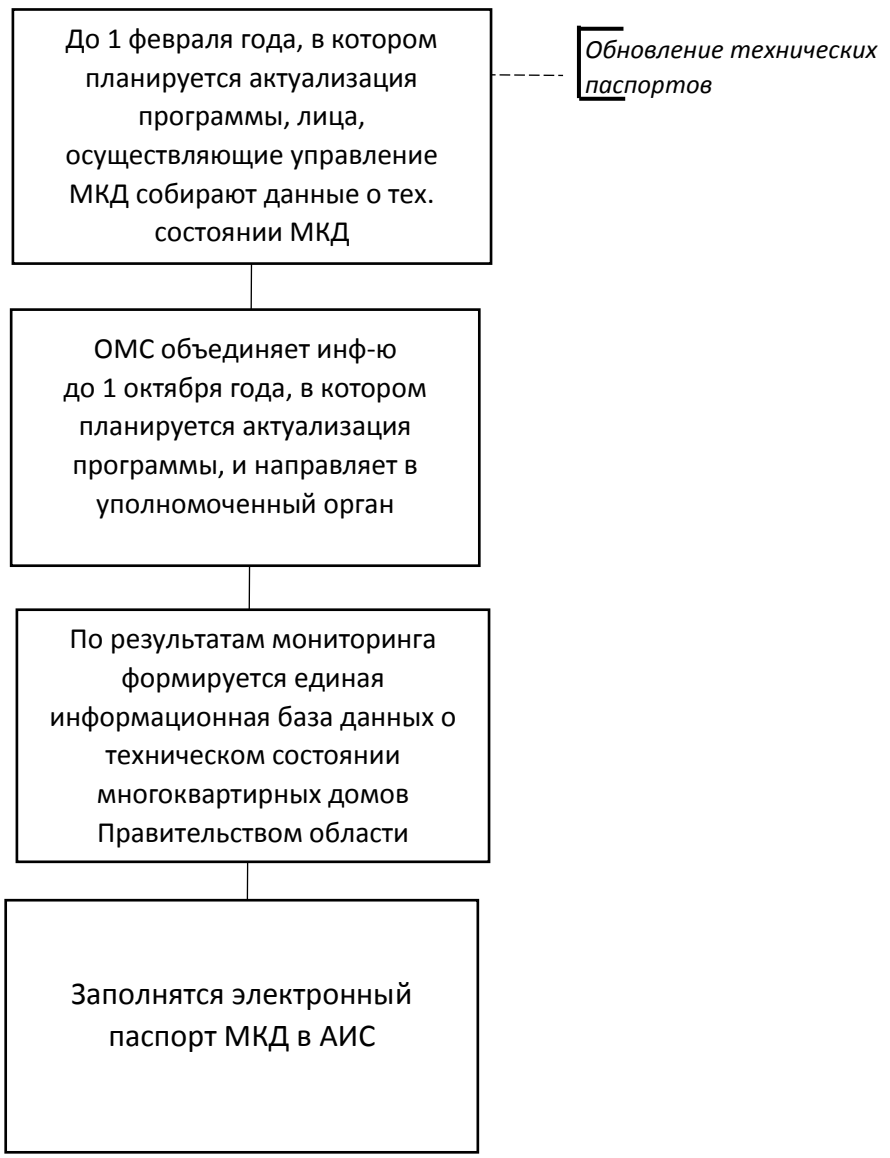 До 1 февраля года, в котором
планируется актуализация
программы, лица,
осуществляющие управление
МКД собирают данные о тех.
состоянии МКД
Обновление технических
паспортов
ОМС объединяет инф-ю
до 1 октября года, в котором
планируется актуализация
программы, и направляет в
уполномоченный орган
По результатам мониторинга
формируется единая
информационная база данных о
техническом состоянии
многоквартирных домов
Правительством области
Заполнятся электронный
паспорт МКД в АИС